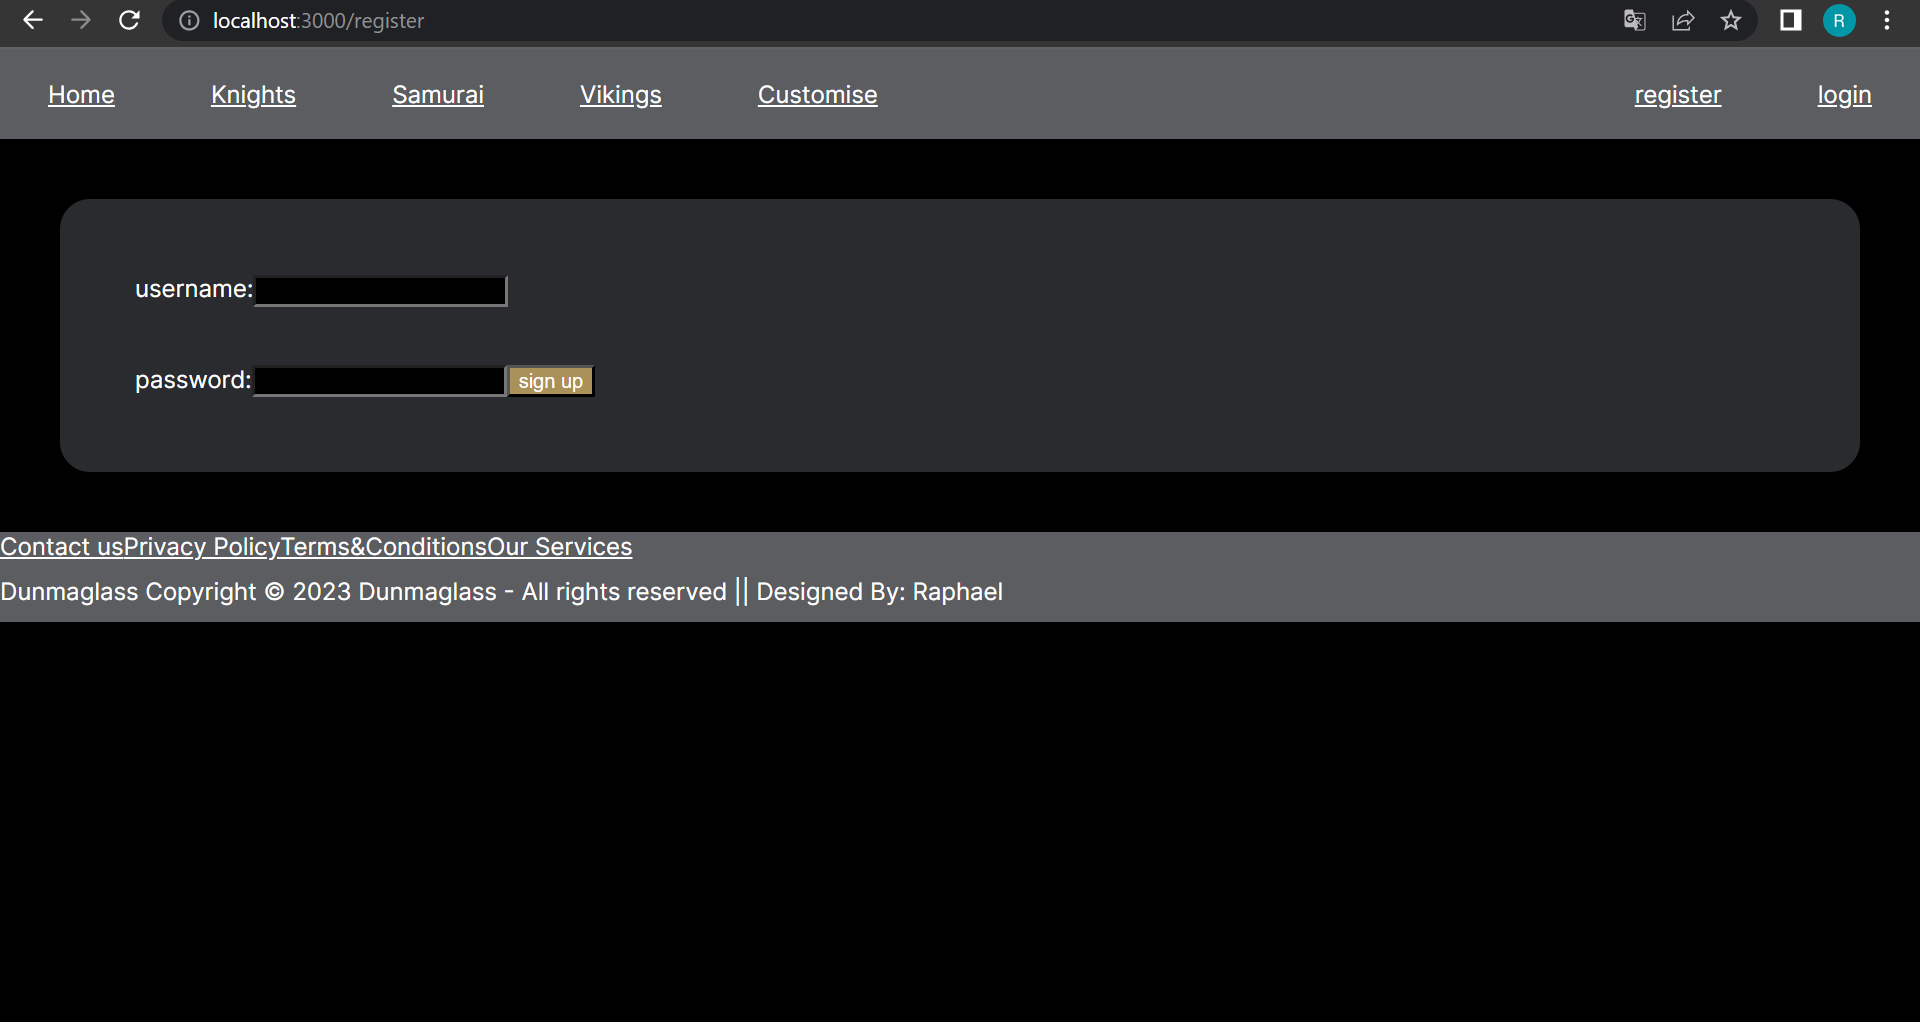 localhost:3000/register
R
Home Knights Samurai Vikings Customise register login
username:
password: sign up
Contact usPrivacy PolicyTerms&ConditionsOur Services
Dunmaglass Copyright © 2023 Dunmaglass - All rights reserved || Designed By: Raphael